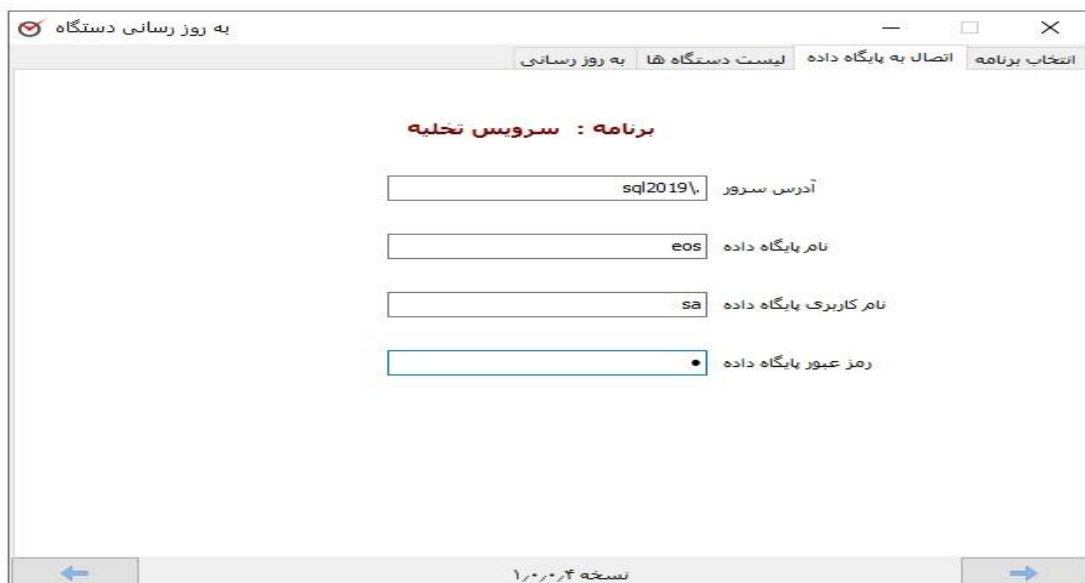 به روز رسانی دستگاه
انتخاب برنامه اتصال به پایگاه داده لیست دستگاه ها به روز رسانی
برنامه : سرویس تخلیه
آدرس سرور sql2019\.
نام پایگاه داده eos
نام کاربری پایگاه داده sa
رمز عبور پایگاه داده ●
نسخه ۱٫۰٫۰٫۴